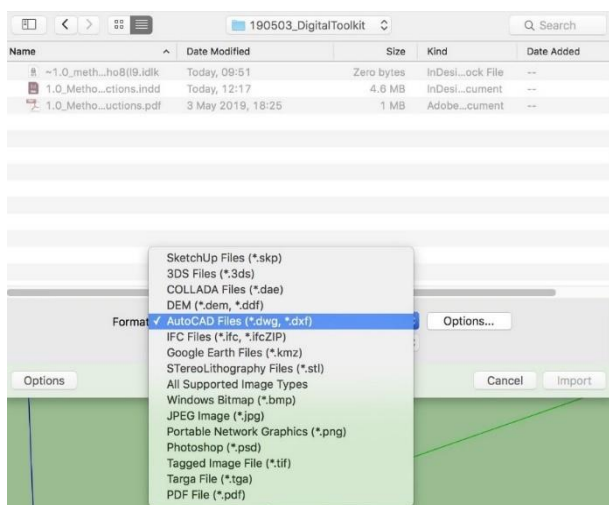 190503_DigitalToolkit
Search
Name Date Modified Size Kind Date Added
~1.0_meth...ho8(l9.idlk Today, 09:51 Zero bytes InDesi...ock File --
1.0_Metho...ctions.indd Today, 12:17 4.6 MB InDesi...cument --
1.0_Metho...uctions.pdf 3 May 2019, 18:25 1 MB Adobe...cument --
SketchUp Files (*.skp)
3DS Files (*.3ds)
COLLADA Files (*.dae)
DEM (*.dem, *.ddf)
Format ✓ AutoCAD Files (*.dwg, *.dxf) Options...
IFC Files (*.ifc, *.ifcZIP)
Google Earth Files (*.kmz)
STereoLithography Files (*.stl)
Options All Supported Image Types Cancel Import
Windows Bitmap (*.bmp)
JPEG Image (*.jpg)
Portable Network Graphics (*.png)
Photoshop (*.psd)
Tagged Image File (*.tif)
Targa File (*.tga)
PDF File (*.pdf)